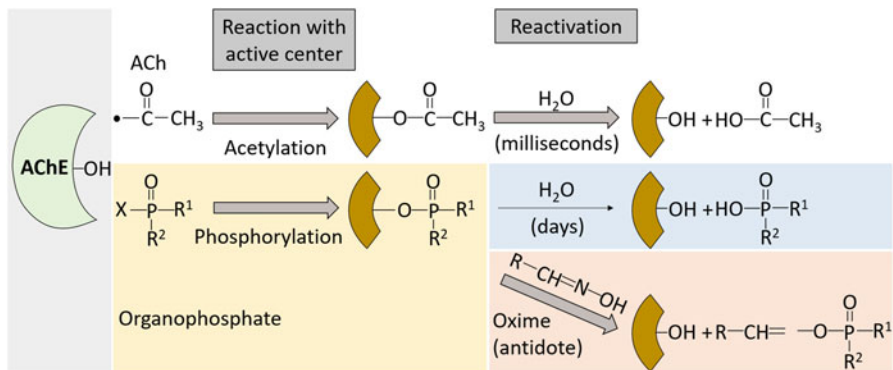 Reaction with
active center
Reactivation
ACh
O
•–C–CH₃
Acetylation
O
O–C
CH₃
H₂O
(milliseconds)
O
OH + HO–C
CH₃
AChE–OH
O
X–P–R¹
R²
Phosphorylation
O
O–P–R¹
R²
H₂O
(days)
O
OH + HO–P–R¹
R²
Organophosphate
R–CH=N–OH
Oxime
(antidote)
O
OH + R–CH= –O–P–R¹
R²